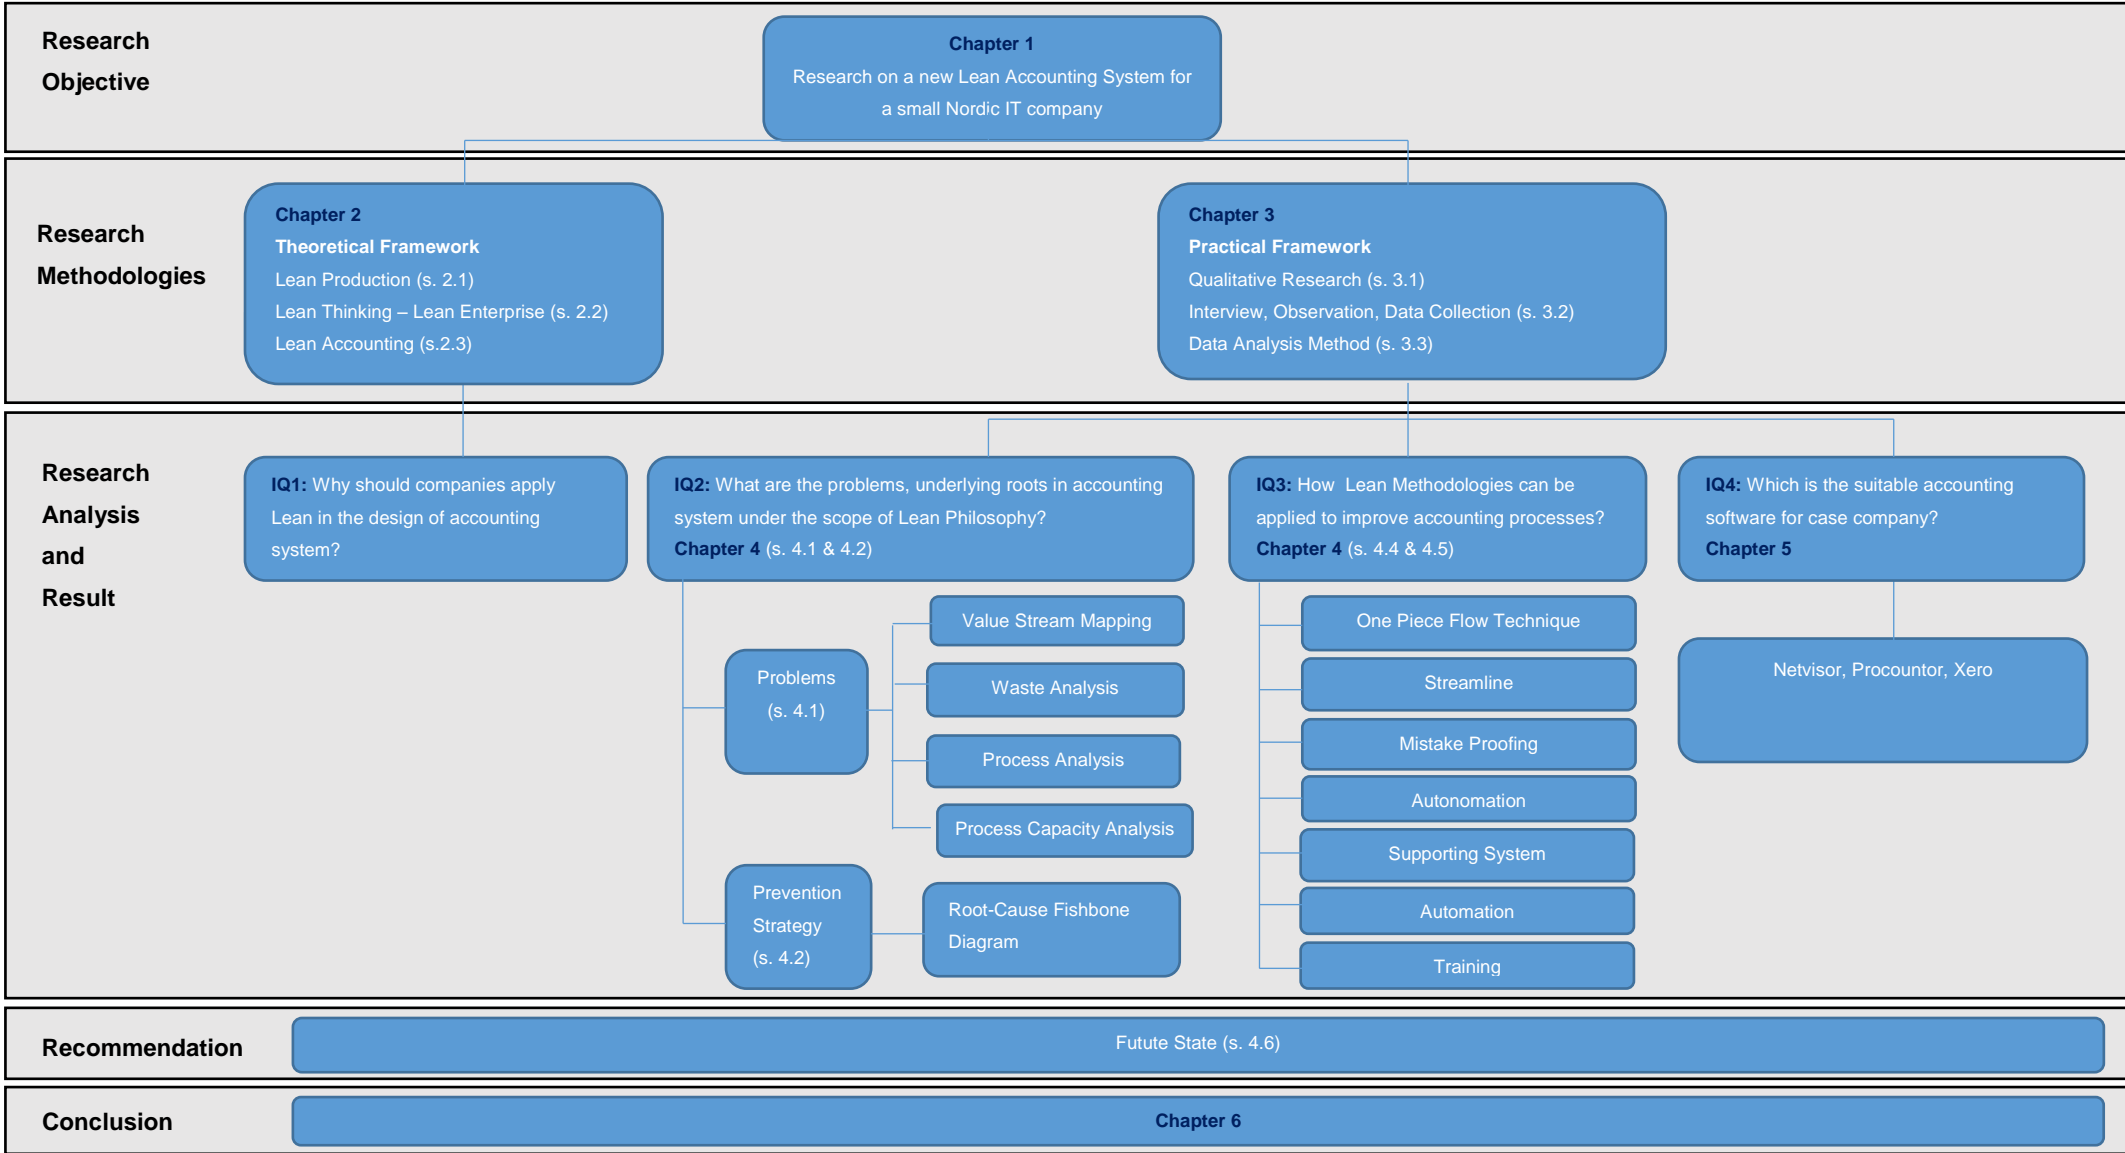 Research
Objective
Chapter 1
Research on a new Lean Accounting System for
a small Nordic IT company
Research
Methodologies
Chapter 2
Theoretical Framework
Lean Production (s. 2.1)
Lean Thinking – Lean Enterprise (s. 2.2)
Lean Accounting (s.2.3)
Chapter 3
Practical Framework
Qualitative Research (s. 3.1)
Interview, Observation, Data Collection (s. 3.2)
Data Analysis Method (s. 3.3)
Research
Analysis
and
Result
IQ1: Why should companies apply
Lean in the design of accounting
system?
IQ2: What are the problems, underlying roots in accounting
system under the scope of Lean Philosophy?
Chapter 4 (s. 4.1 & 4.2)
IQ3: How  Lean Methodologies can be
applied to improve accounting processes?
Chapter 4 (s. 4.4 & 4.5)
IQ4: Which is the suitable accounting
software for case company?
Chapter 5
Problems
(s. 4.1)
Value Stream Mapping
Waste Analysis
Process Analysis
Process Capacity Analysis
Prevention
Strategy
(s. 4.2)
Root-Cause Fishbone
Diagram
One Piece Flow Technique
Streamline
Mistake Proofing
Autonomation
Supporting System
Automation
Training
Netvisor, Procountor, Xero
Recommendation
Futute State (s. 4.6)
Conclusion
Chapter 6